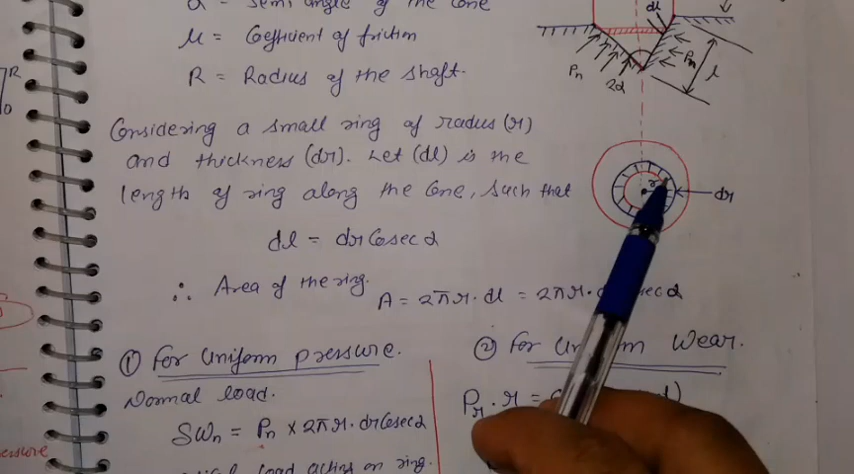 α = Semi angle of the Cone
μ = Coefficient of friction
R = Radius of the shaft.
Considering a small ring of radius (r)
and thickness (dr). Let (dl) is the
length of ring along the Cone, Such that
dl = dr Cosec α
∴ Area of the ring.
A = 2πr. dl = 2πr.
① For Uniform pressure.
Normal load.
δWn = Pn × 2πr. dr Cosec α
load acting on ring.
② For Uniform Wear.
Pr . r =
dl
Pn
Pn
l
2α
r
dr
R